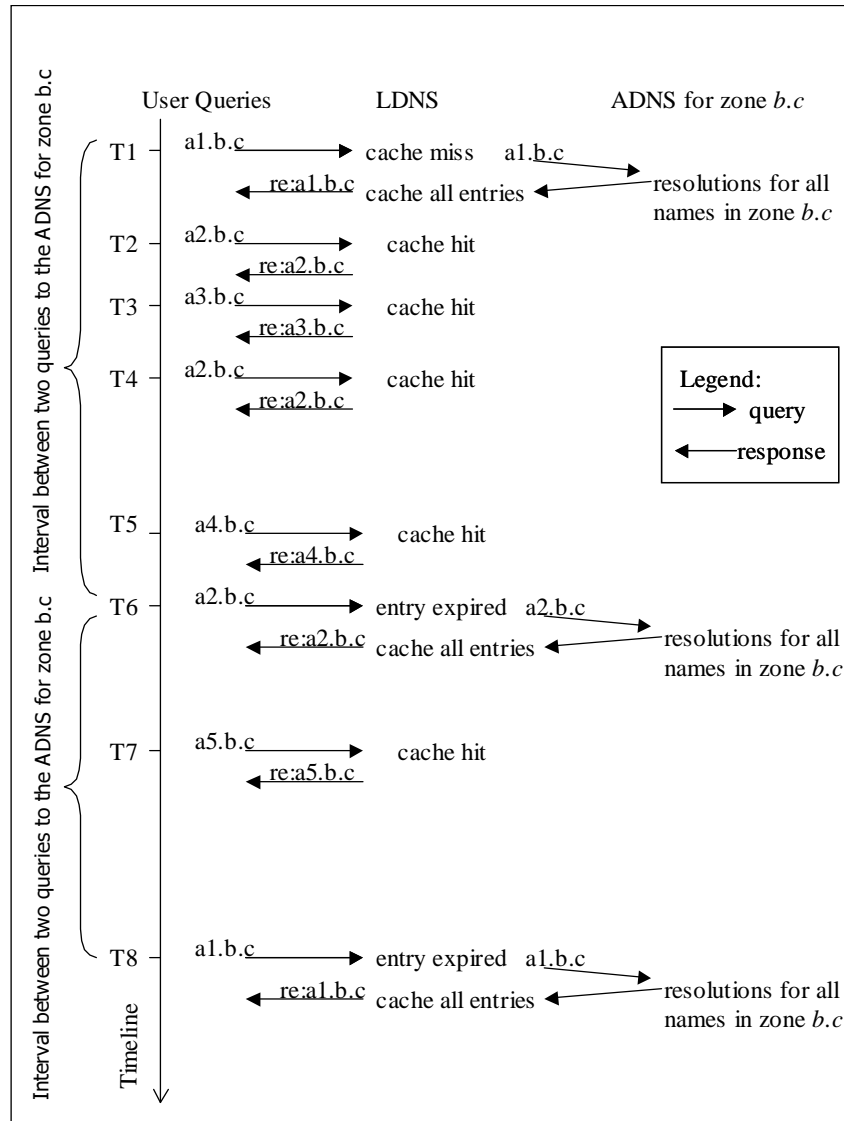 User Queries LDNS ADNS for zone b.c
T1 a1.b.c cache miss a1.b.c
re:a1.b.c cache all entries resolutions for all
names in zone b.c
T2 a2.b.c cache hit
re:a2.b.c
T3 a3.b.c cache hit
re:a3.b.c
T4 a2.b.c cache hit
re:a2.b.c
Legend:
query
response
T5 a4.b.c cache hit
re:a4.b.c
T6 a2.b.c entry expired a2.b.c
re:a2.b.c cache all entries resolutions for all
names in zone b.c
T7 a5.b.c cache hit
re:a5.b.c
T8 a1.b.c entry expired a1.b.c
re:a1.b.c cache all entries resolutions for all
names in zone b.c
Timeline
Interval between two queries to the ADNS for zone b.c
Interval between two queries to the ADNS for zone b.c